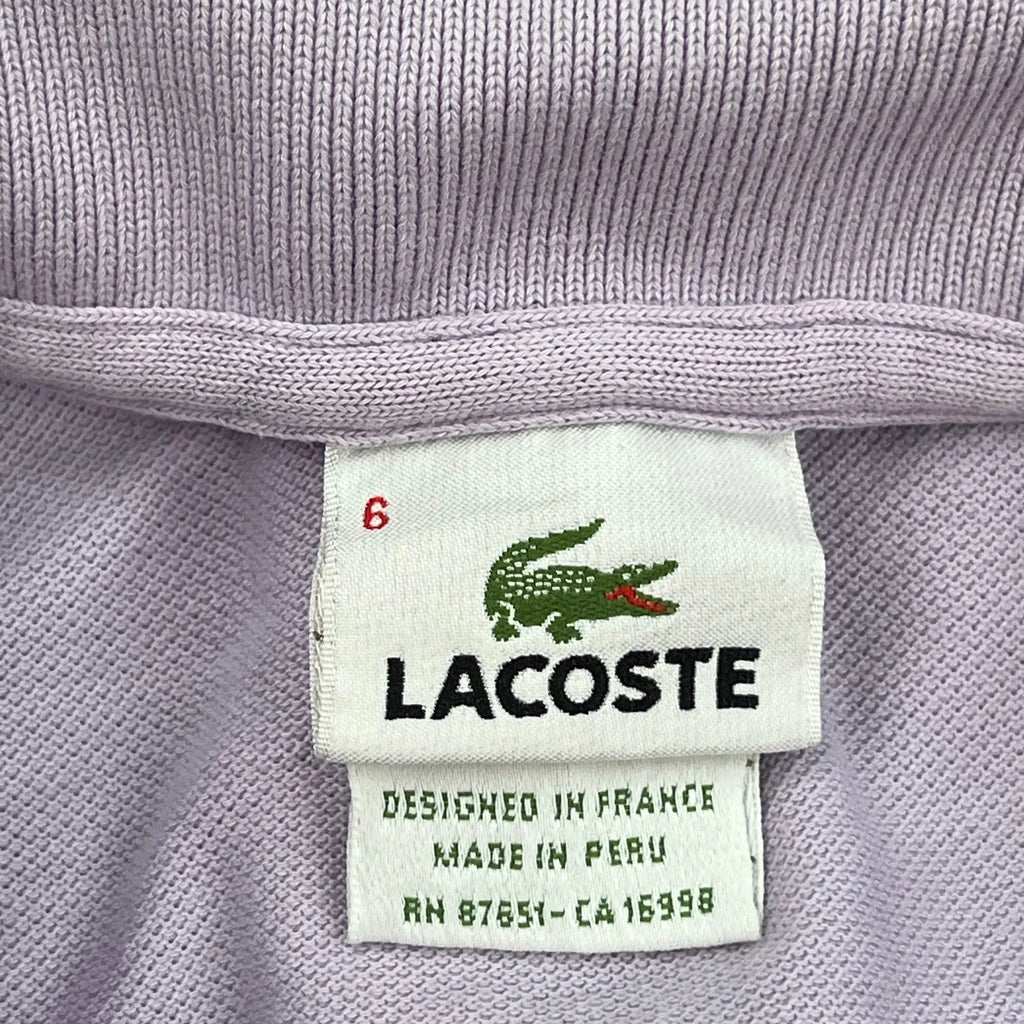 6
LACOSTE
DESIGNED IN FRANCE
MADE IN PERU
RN 87651-CA 16998